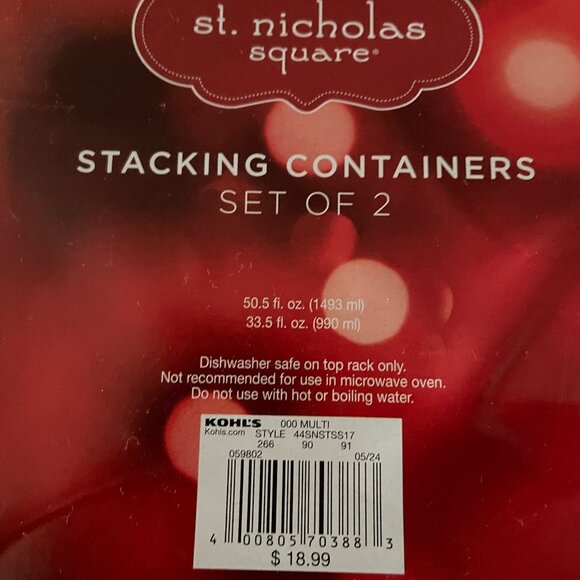 st. nicholas
square®
STACKING CONTAINERS
SET OF 2
50.5 fl. oz. (1493 ml)
33.5 fl. oz. (990 ml)
Dishwasher safe on top rack only.
Not recommended for use in microwave oven.
Do not use with hot or boiling water.
KOHL'S 000 MULTI
Kohls.com STYLE 44SNSTSS17
266 90 91
059802 05/24
4 00805 70388 3
$ 18.99